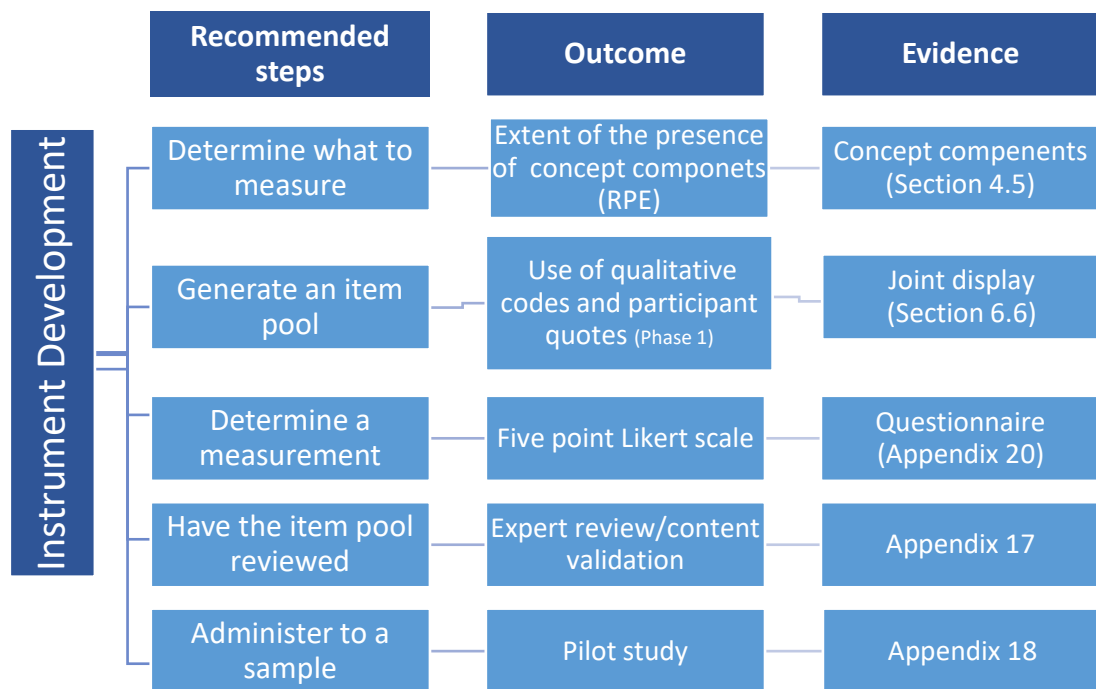 Recommended
steps
Outcome
Evidence
Instrument Development
Determine what to
measure
Extent of the presence
of concept componets
(RPE)
Concept compenents
(Section 4.5)
Generate an item
pool
Use of qualitative
codes and participant
quotes (Phase 1)
Joint display
(Section 6.6)
Determine a
measurement
Five point Likert scale
Questionnaire
(Appendix 20)
Have the item pool
reviewed
Expert review/content
validation
Appendix 17
Administer to a
sample
Pilot study
Appendix 18